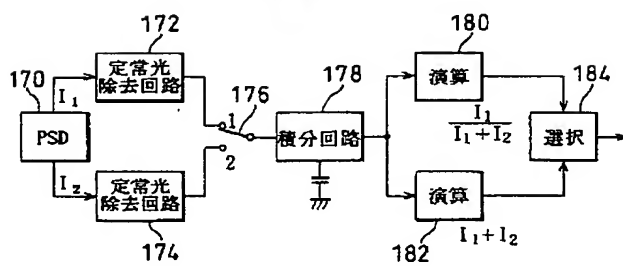 172
定常光
除去回路
170
I₁
PSD
I₂
定常光
除去回路
174
1
176
2
178
積分回路
180
演算
I₁
I₁+I₂
184
選択
演算
182
I₁+I₂